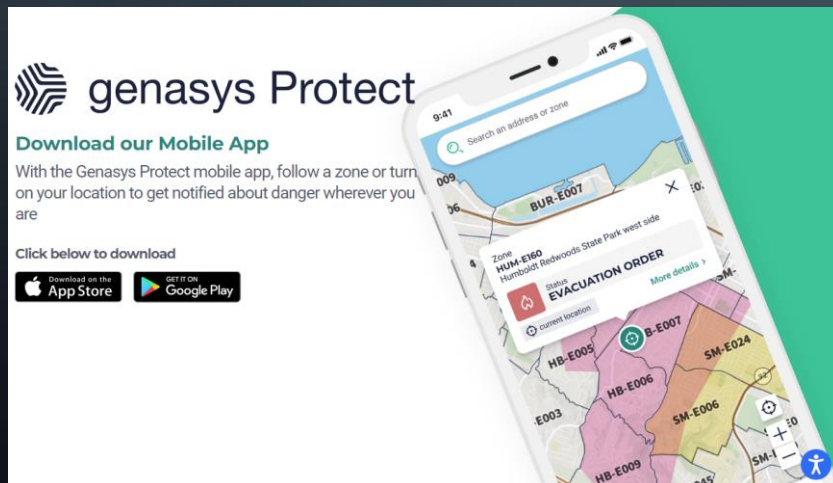 genasys Protect
Download our Mobile App
With the Genasys Protect mobile app, follow a zone or turn
on your location to get notified about danger wherever you
are
Click below to download
Download on the
App Store
GET IT ON
Google Play
9:41
Search an address or zone
009
06
BUR-E007
Zone
HUM-E160
Humboldt Redwoods State Park west side
Status
EVACUATION ORDER
More details >
current location
B-E007
HB-E005
SM-E024
HB-E006
SM-E006
-E003
HB-E009